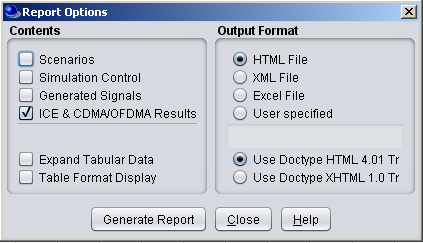 Report Options
Contents
Scenarios
Simulation Control
Generated Signals
ICE & CDMA/OFDMA Results
Expand Tabular Data
Table Format Display
Output Format
HTML File
XML File
Excel File
User specified
Use Doctype HTML 4.01 Tr
Use Doctype XHTML 1.0 Tr
Generate Report
Close
Help